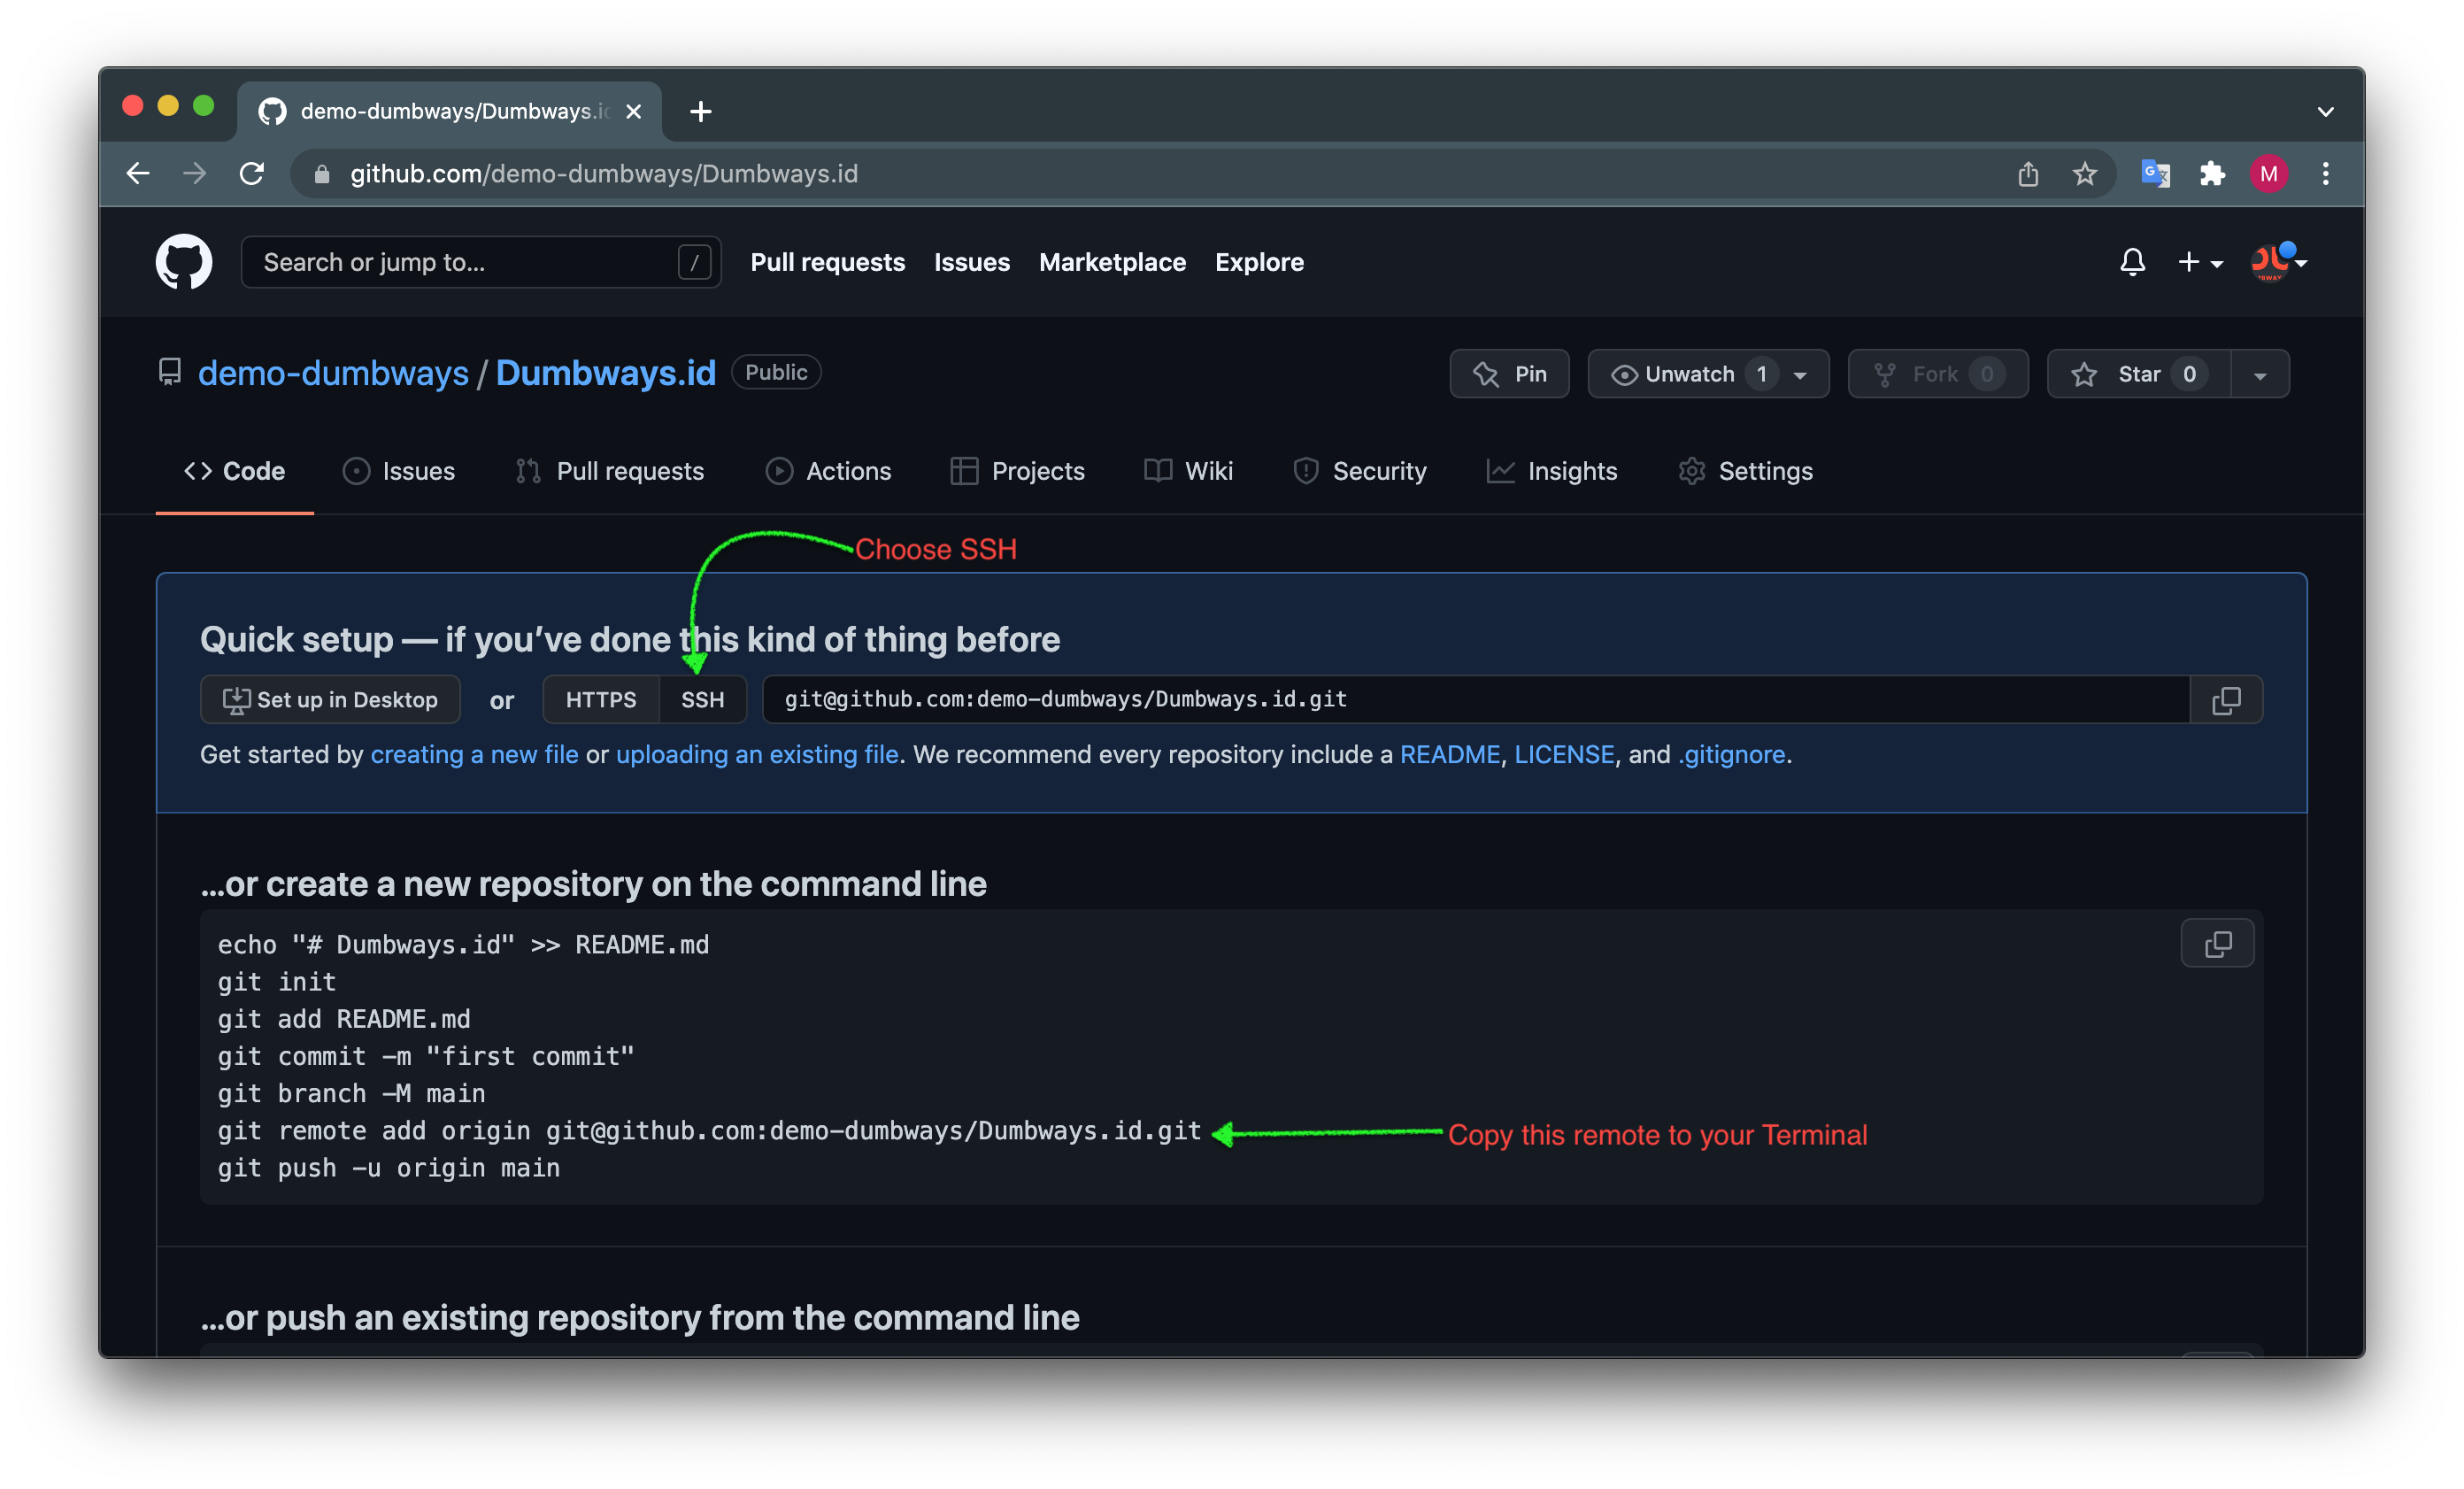 demo-dumbways/Dumbways.id
github.com/demo-dumbways/Dumbways.id
M
Search or jump to... /
Pull requests Issues Marketplace Explore
demo-dumbways / Dumbways.id Public
Pin Unwatch 1 Fork 0 Star 0
Code Issues Pull requests Actions Projects Wiki Security Insights Settings
Choose SSH
Quick setup — if you’ve done this kind of thing before
Set up in Desktop or HTTPS SSH git@github.com:demo-dumbways/Dumbways.id.git
Get started by creating a new file or uploading an existing file. We recommend every repository include a README, LICENSE, and .gitignore.
…or create a new repository on the command line
echo "# Dumbways.id" >> README.md
git init
git add README.md
git commit -m "first commit"
git branch -M main
git remote add origin git@github.com:demo-dumbways/Dumbways.id.git
Copy this remote to your Terminal
git push -u origin main
…or push an existing repository from the command line